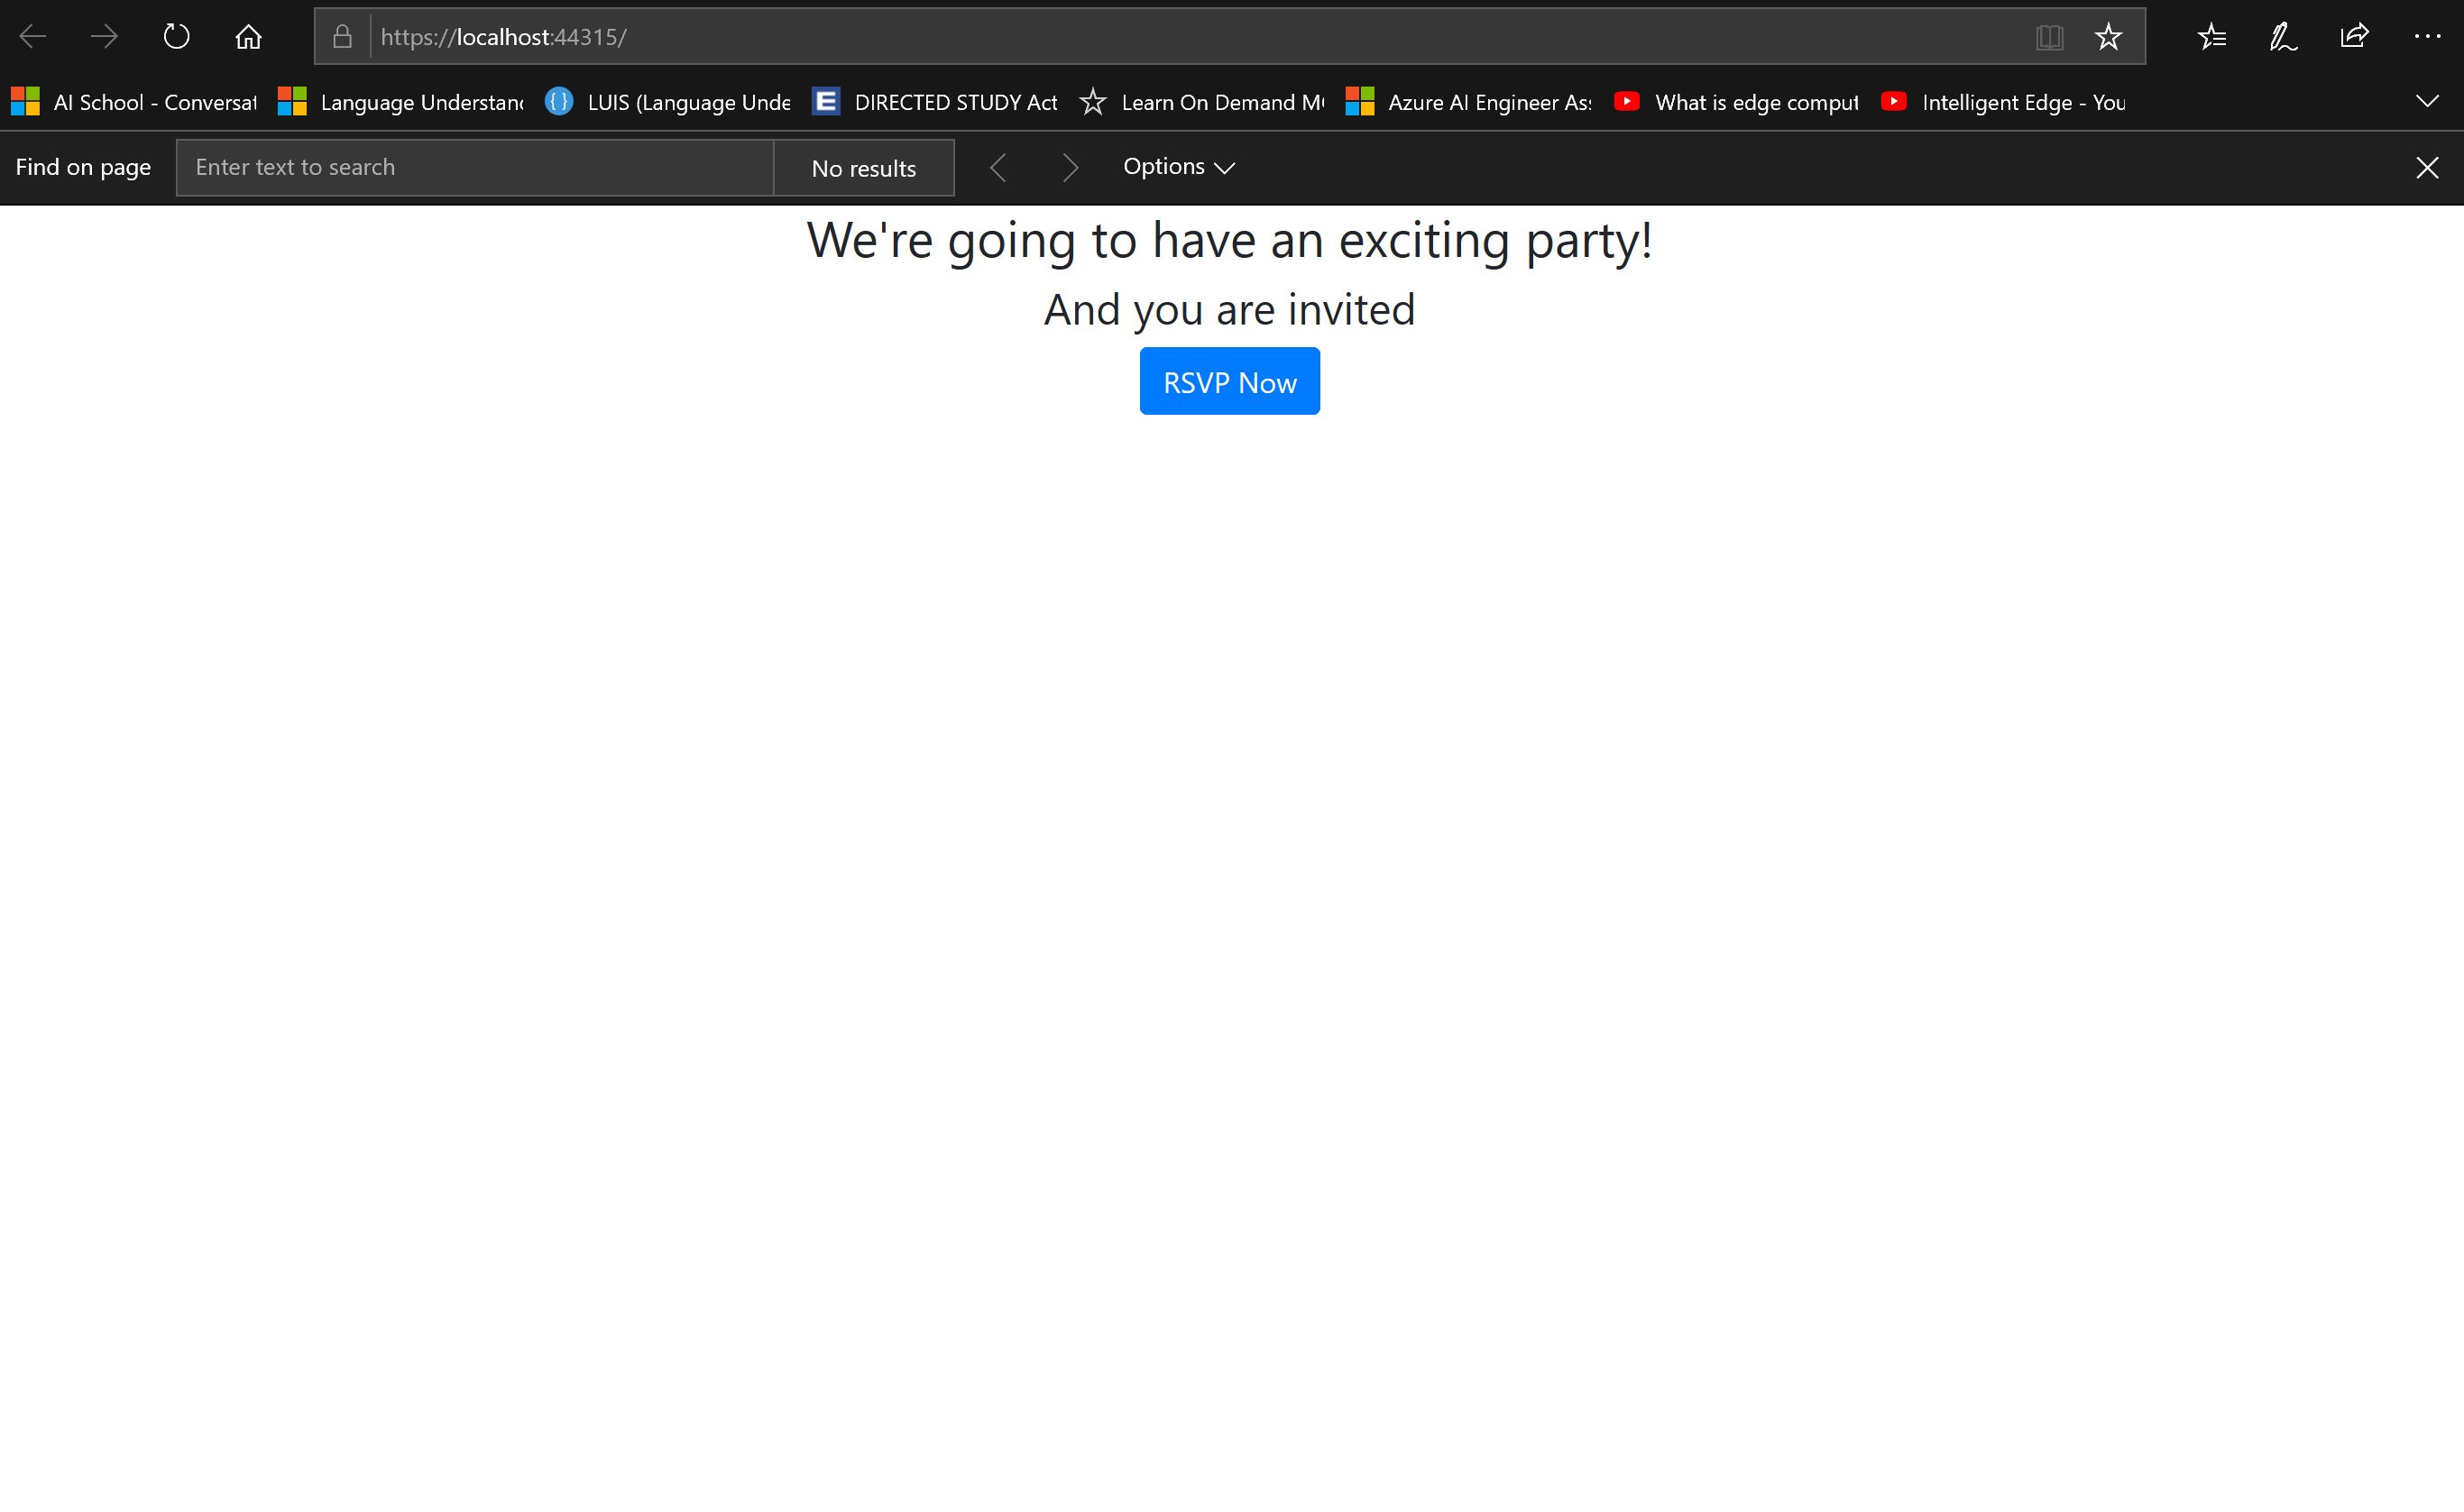 https://localhost:44315/
AI School - Conversat Language Understanc LUIS (Language Unde DIRECTED STUDY Act Learn On Demand M Azure AI Engineer Ass What is edge comput Intelligent Edge - You
Find on page Enter text to search No results Options
We're going to have an exciting party!
And you are invited
RSVP Now